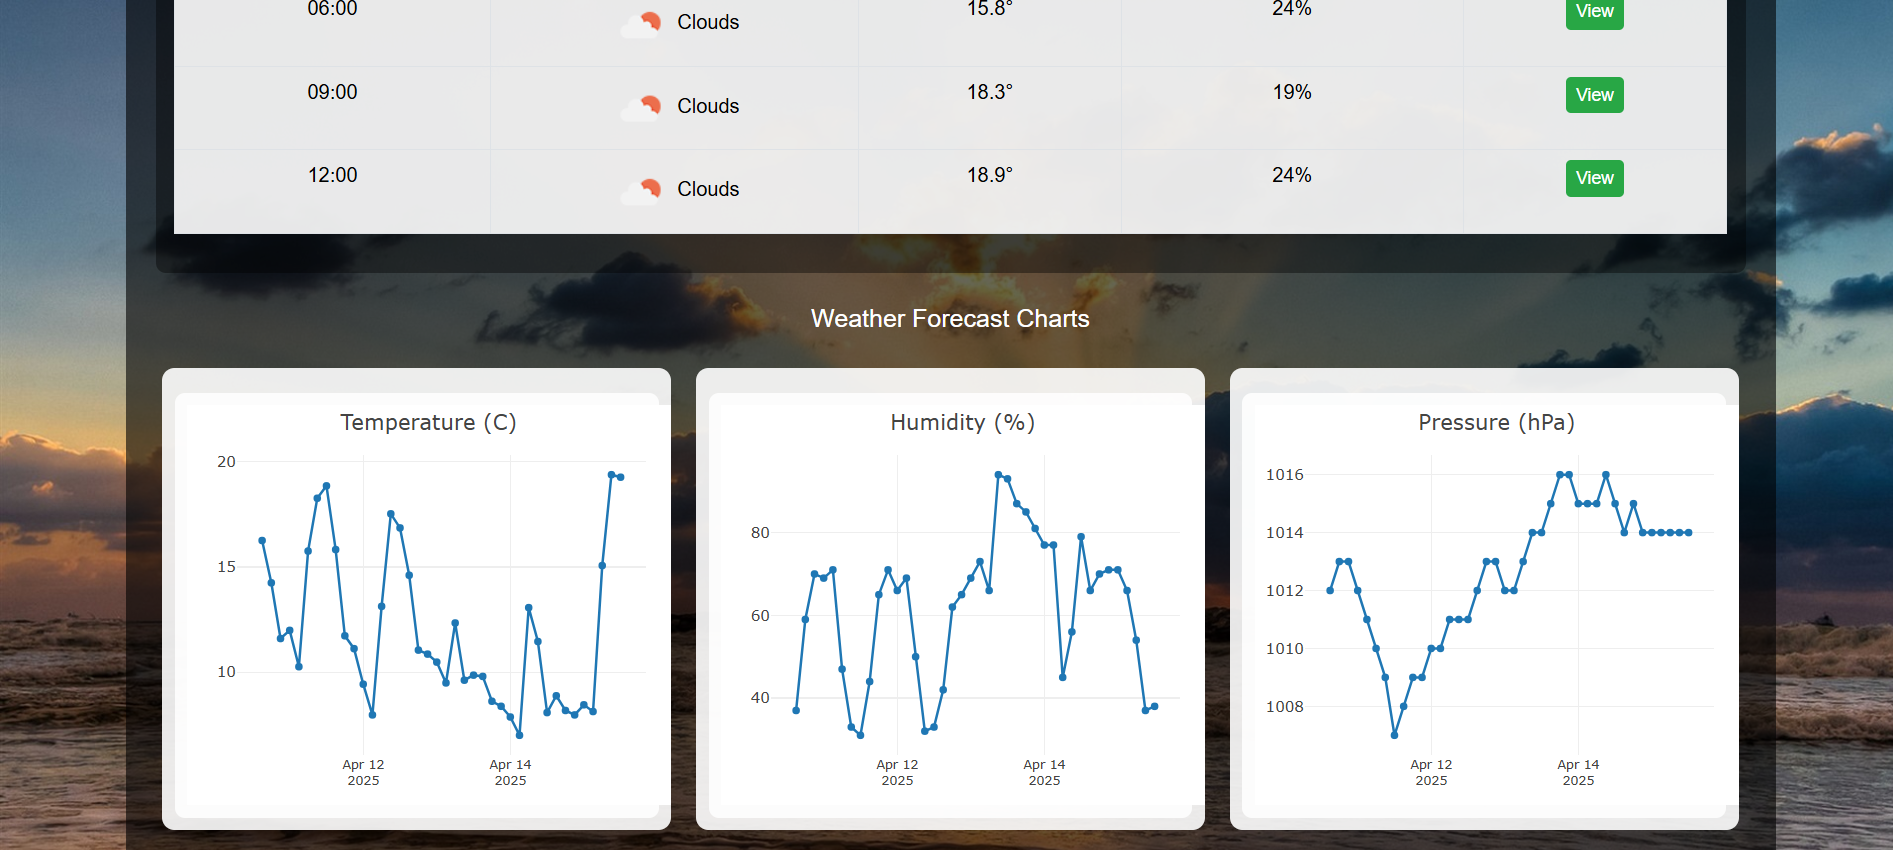 06:00 Clouds 15.8° 24% View
09:00 Clouds 18.3° 19% View
12:00 Clouds 18.9° 24% View
Weather Forecast Charts
Temperature (C)
20
15
10
Apr 12
2025
Apr 14
2025
Humidity (%)
80
60
40
Apr 12
2025
Apr 14
2025
Pressure (hPa)
1016
1014
1012
1010
1008
Apr 12
2025
Apr 14
2025